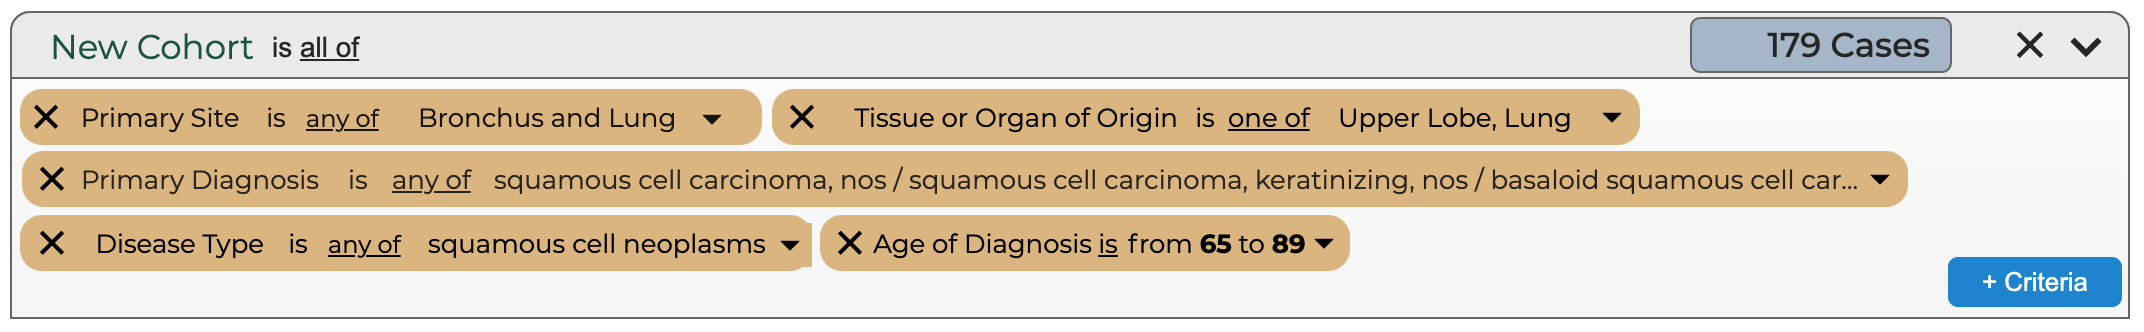 New Cohort is all of 179 Cases
Primary Site is any of Bronchus and Lung Tissue or Organ of Origin is one of Upper Lobe, Lung
Primary Diagnosis is any of squamous cell carcinoma, nos / squamous cell carcinoma, keratinizing, nos / basaloid squamous cell car...
Disease Type is any of squamous cell neoplasms Age of Diagnosis is from 65 to 89
+ Criteria